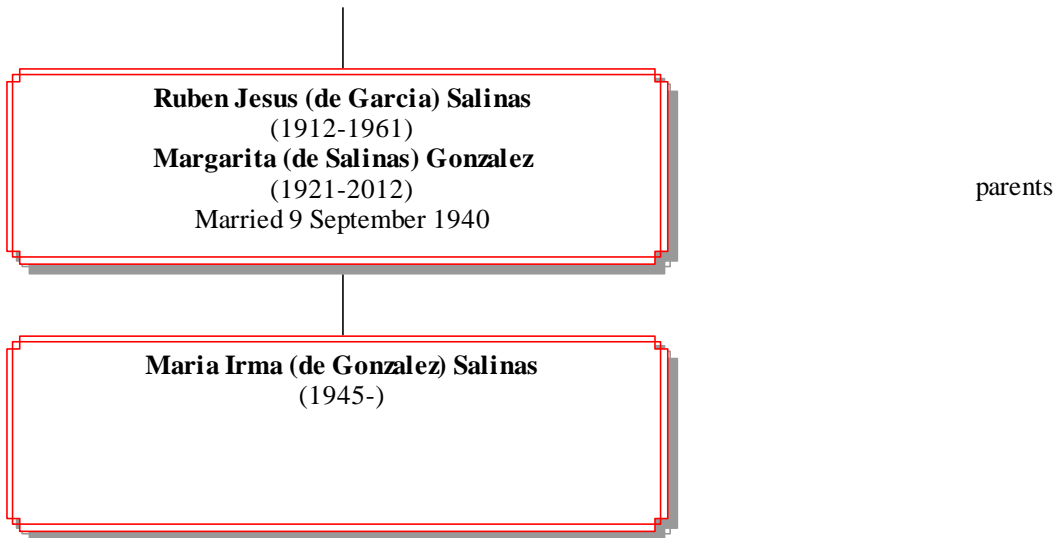 Ruben Jesus (de Garcia) Salinas
(1912-1961)
Margarita (de Salinas) Gonzalez
(1921-2012)
Married 9 September 1940
parents
Maria Irma (de Gonzalez) Salinas
(1945-)